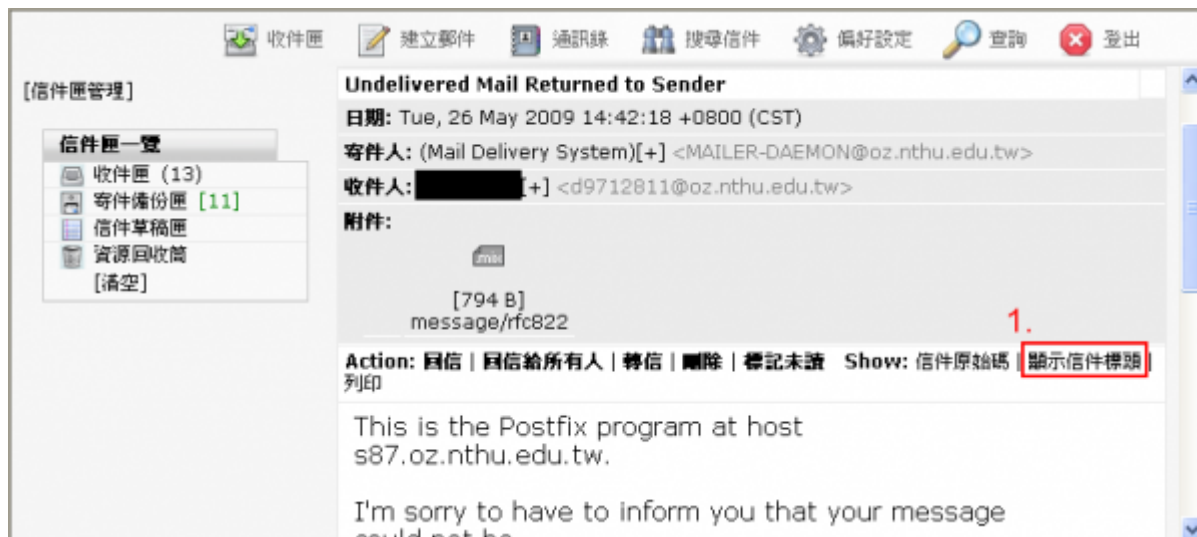 收件匣 建立郵件 通訊錄 搜尋信件 偏好設定 查詢 登出
[信件匣管理]
信件匣一覽
收件匣 (13)
寄件備份匣 [11]
信件草稿匣
資源回收筒
[清空]
Undelivered Mail Returned to Sender
日期: Tue, 26 May 2009 14:42:18 +0800 (CST)
寄件人: (Mail Delivery System)[+] <MAILER-DAEMON@oz.nthu.edu.tw>
收件人: [+] <d9712811@oz.nthu.edu.tw>
附件:
[794 B]
message/rfc822
1.
Action: 回信 | 回信給所有人 | 轉信 | 刪除 | 標記未讀 Show: 信件原始碼 | 顯示信件標頭 |
列印
This is the Postfix program at host
s87.oz.nthu.edu.tw.
I'm sorry to have to inform you that your message
could not be